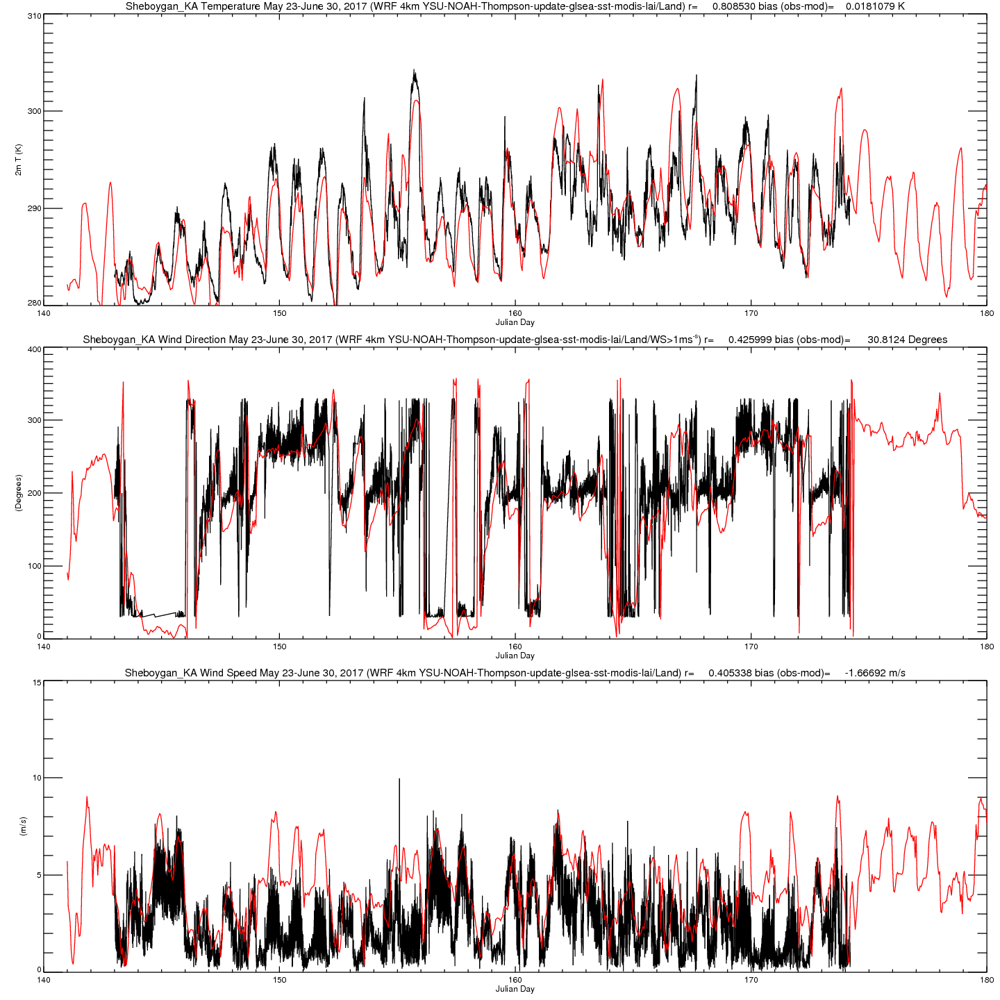 Sheboygan_KA Temperature May 23-June 30, 2017 (WRF 4km YSU-NOAH-Thompson-update-glsea-sst-modis-lai/Land) r= 0.808530 bias (obs-mod)= 0.0181079 K
310
300
290
280
2m T (K)
140 150 160 170 180
Julian Day
Sheboygan_KA Wind Direction May 23-June 30, 2017 (WRF 4km YSU-NOAH-Thompson-update-glsea-sst-modis-lai/Land/WS>1ms⁻ˢ) r= 0.425999 bias (obs-mod)= 30.8124 Degrees
400
300
200
100
0
(Degrees)
140 150 160 170 180
Julian Day
Sheboygan_KA Wind Speed May 23-June 30, 2017 (WRF 4km YSU-NOAH-Thompson-update-glsea-sst-modis-lai/Land) r= 0.405338 bias (obs-mod)= -1.66692 m/s
15
10
5
0
(m/s)
140 150 160 170 180
Julian Day